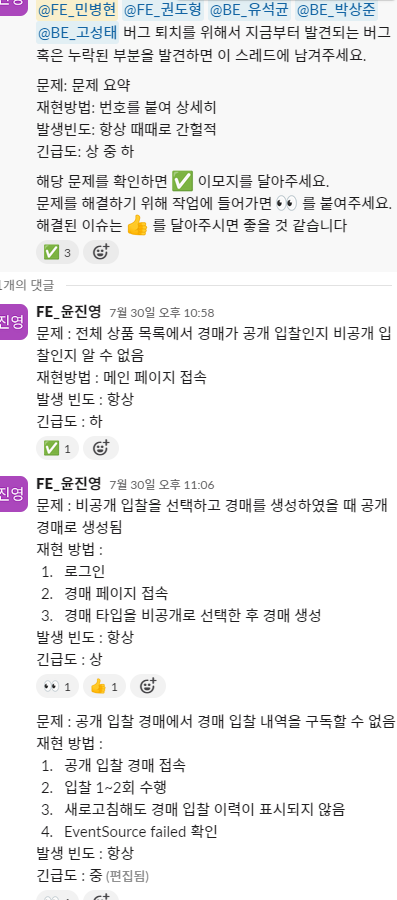 @FE_민병현 @FE_권도형 @BE_유석균 @BE_박상준
@BE_고성태 버그 퇴치를 위해서 지금부터 발견되는 버그
혹은 누락된 부분을 발견하면 이 스레드에 남겨주세요.
문제: 문제 요약
재현방법: 번호를 붙여 상세히
발생빈도: 항상 때때로 간헐적
긴급도: 상 중 하
해당 문제를 확인하면 ✅ 이모지를 달아주세요.
문제를 해결하기 위해 작업에 들어가면 👀 를 붙여주세요.
해결된 이슈는 👍 를 달아주시면 좋을 것 같습니다
✅ 3
개의 댓글
진영
FE_윤진영 7월 30일 오후 10:58
문제 : 전체 상품 목록에서 경매가 공개 입찰인지 비공개 입
찰인지 알 수 없음
재현방법 : 메인 페이지 접속
발생 빈도 : 항상
긴급도 : 하
✅ 1
진영
FE_윤진영 7월 30일 오후 11:06
문제 : 비공개 입찰을 선택하고 경매를 생성하였을 때 공개
경매로 생성됨
재현 방법 :
1. 로그인
2. 경매 페이지 접속
3. 경매 타입을 비공개로 선택한 후 경매 생성
발생 빈도 : 항상
긴급도 : 상
👀 1 👍 1
문제 : 공개 입찰 경매에서 경매 입찰 내역을 구독할 수 없음
재현 방법 :
1. 공개 입찰 경매 접속
2. 입찰 1~2회 수행
3. 새로고침해도 경매 입찰 이력이 표시되지 않음
4. EventSource failed 확인
발생 빈도 : 항상
긴급도 : 중 (편집됨)